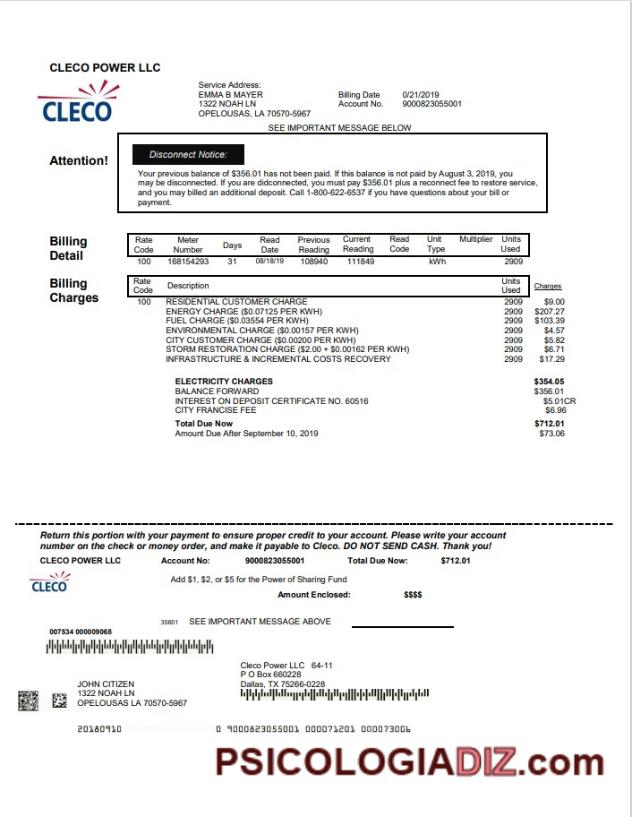 CLECO POWER LLC
CLECO
Service Address:
EMMA B MAYER
1322 NOAH LN
OPELOUSAS, LA 70570-5967
Billing Date 0/21/2019
Account No. 9000823055001
SEE IMPORTANT MESSAGE BELOW
Attention!
Disconnect Notice:
Your previous balance of $356.01 has not been paid. If this balance is not paid by August 3, 2019, you
may be disconnected. If you are didconnected, you must pay $356.01 plus a reconnect fee to restore service,
and you may billed an additional deposit. Call 1-800-622-6537 if you have questions about your bill or
payment.
Billing Detail
Rate Code Meter Number Days Read Date Previous Reading Current Reading Read Code Unit Type Multiplier Units Used
100 168154293 31 08/18/19 108940 111849 kWh 2909
Billing Charges
Rate Code Description Units Used Charges
100 RESIDENTIAL CUSTOMER CHARGE 2909 $9.00
ENERGY CHARGE ($0.07125 PER KWH) 2909 $207.27
FUEL CHARGE ($0.03554 PER KWH) 2909 $103.39
ENVIRONMENTAL CHARGE ($0.00157 PER KWH) 2909 $4.57
CITY CUSTOMER CHARGE ($0.00200 PER KWH) 2909 $5.82
STORM RESTORATION CHARGE ($2.00 + $0.00162 PER KWH) 2909 $6.71
INFRASTRUCTURE & INCREMENTAL COSTS RECOVERY 2909 $17.29
ELECTRICITY CHARGES $354.05
BALANCE FORWARD $356.01
INTEREST ON DEPOSIT CERTIFICATE NO. 60516 $5.01CR
CITY FRANCISE FEE $6.96
Total Due Now $712.01
Amount Due After September 10, 2019 $73.06
Return this portion with your payment to ensure proper credit to your account. Please write your account
number on the check or money order, and make it payable to Cleco. DO NOT SEND CASH. Thank you!
CLECO POWER LLC Account No: 9000823055001 Total Due Now: $712.01
CLECO
Add $1, $2, or $5 for the Power of Sharing Fund
Amount Enclosed: $$$$
35601 SEE IMPORTANT MESSAGE ABOVE
007534 000009068
Cleco Power LLC 64-11
P O Box 660228
Dallas, TX 75266-0228
JOHN CITIZEN
1322 NOAH LN
OPELOUSAS LA 70570-5967
20180910 0 9000823055001 000071201 000073006
PSICOLOGIADIZ.com